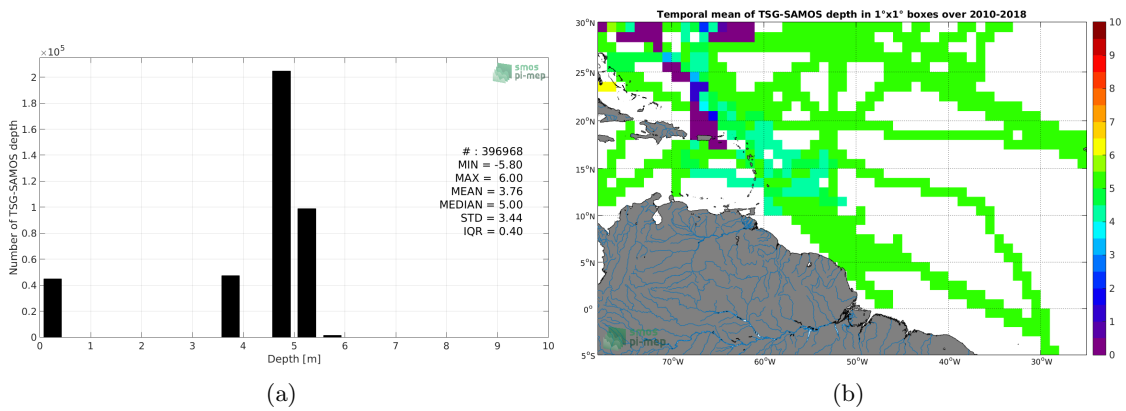 ×10⁵
2
1.8
1.6
1.4
1.2
1
0.8
0.6
0.4
0.2
0
Number of TSG-SAMOS depth
smos
pi-mep
# : 396968
MIN = -5.80
MAX = 6.00
MEAN = 3.76
MEDIAN = 5.00
STD = 3.44
IQR = 0.40
0 1 2 3 4 5 6 7 8 9 10
Depth [m]
(a)
Temporal mean of TSG-SAMOS depth in 1°x1° boxes over 2010-2018
30°N
25°N
20°N
15°N
10°N
5°N
0°
5°S
smos
pi-mep
70°W 60°W 50°W 40°W 30°W
10
9
8
7
6
5
4
3
2
1
0
(b)